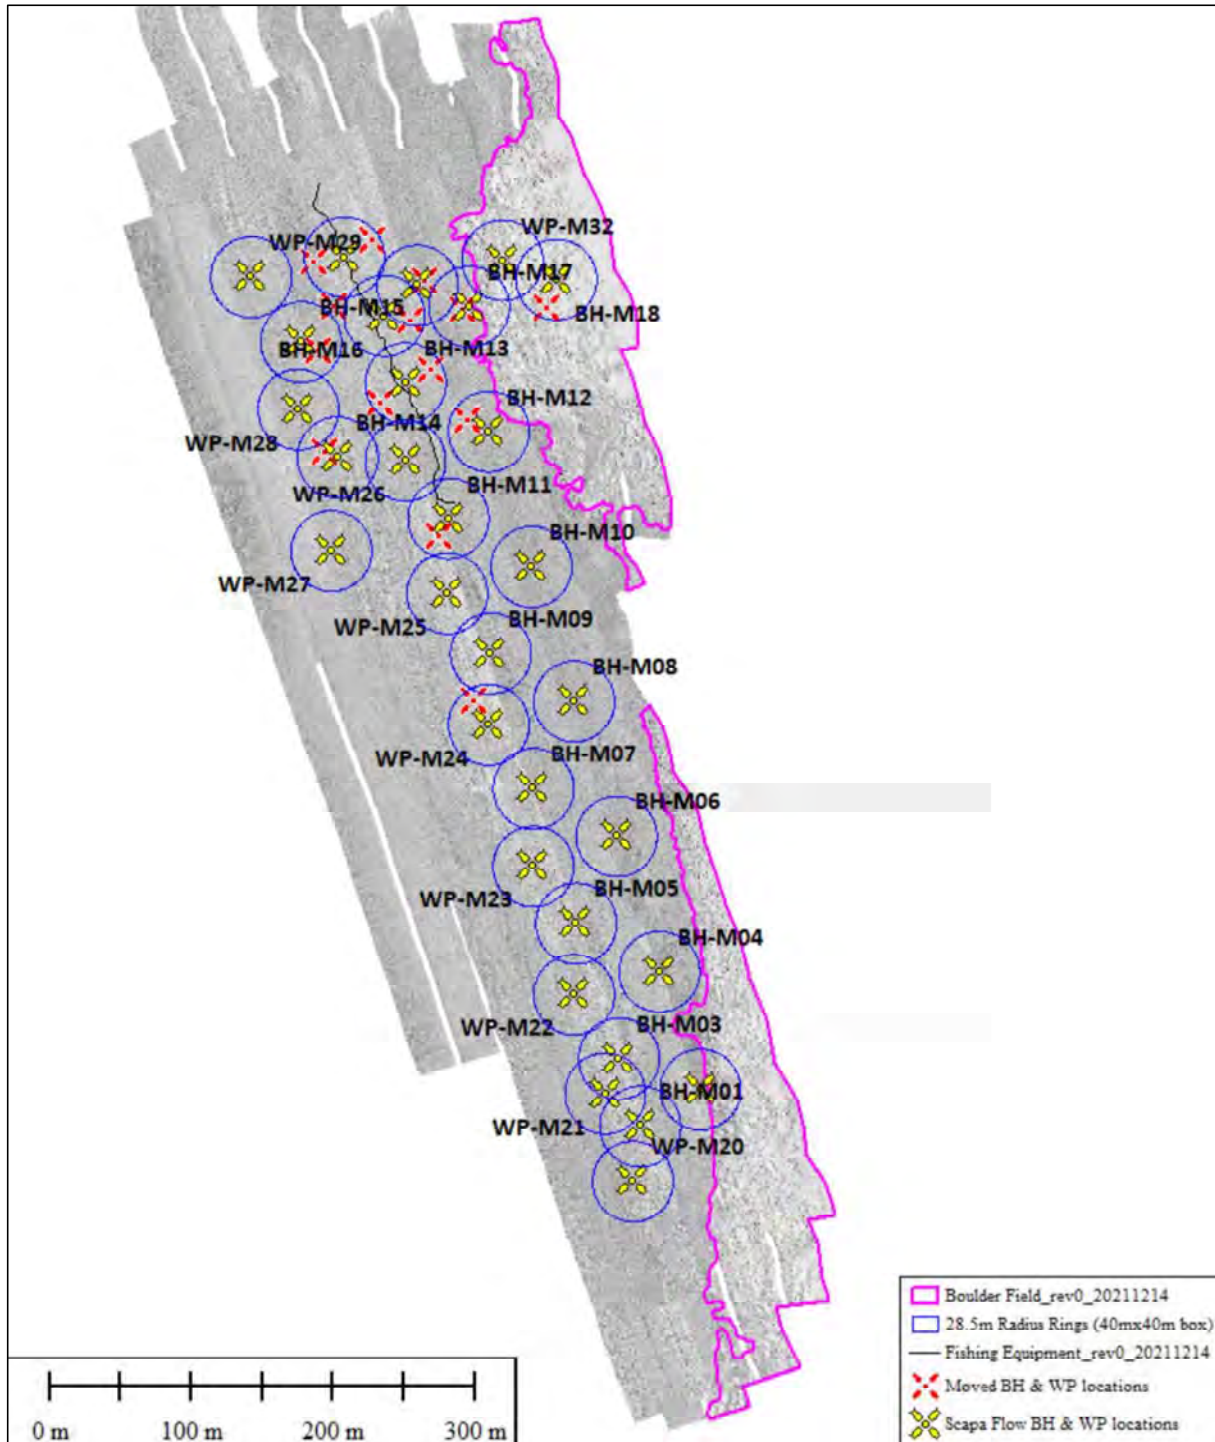 WP-M32
WP-M29
BH-M17
BH-M15
BH-M18
BH-M16
BH-M13
BH-M12
BH-M14
WP-M28
BH-M11
WP-M26
BH-M10
WP-M27
BH-M09
WP-M25
BH-M08
BH-M07
WP-M24
BH-M06
BH-M05
WP-M23
BH-M04
BH-M03
WP-M22
BH-M01
WP-M21
WP-M20
Boulder Field_rev0_20211214
28.5m Radius Rings (40mx40m box)
Fishing Equipment_rev0_20211214
Moved BH & WP locations
Scapa Flow BH & WP locations
0 m 100 m 200 m 300 m